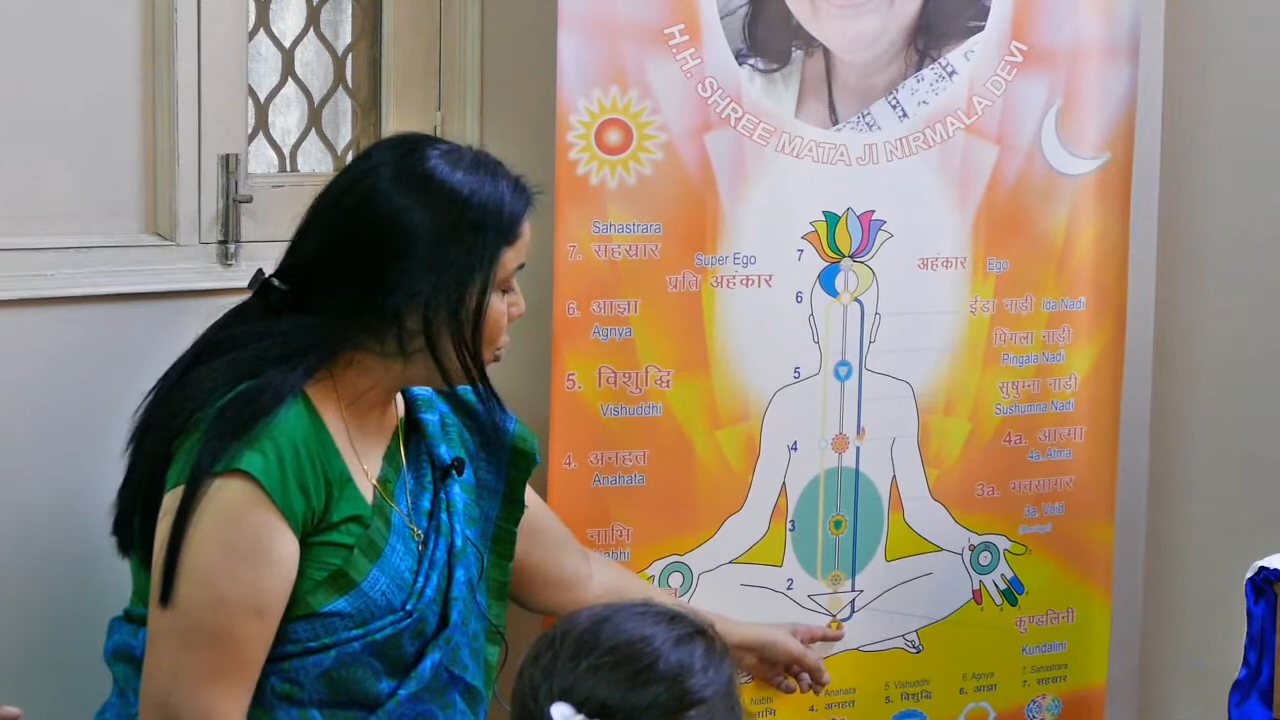 H.H. SHREE MATA JI NIRMALA DEVI
Sahastrara
7. सहस्रार
Super Ego
प्रति अहंकार
6. आज्ञा
Agnya
5. विशुद्धि
Vishuddhi
4. अनहत
Anahata
नाभि
Nabhi
7
6
5
4
3
2
अहंकार Ego
ईडा नाड़ी Ida Nadi
पिंगला नाड़ी
Pingala Nadi
सुषुम्ना नाड़ी
Sushumna Nadi
4a. आत्मा
4a. Atma
3a. भवसागर
3a. Void
कुण्डलिनी
Kundalini
Nabhi
नाभि
Anahata
4. अनहत
5. Vishuddhi
5. विशुद्धि
6. Agnya
6. आज्ञा
7. Sahastrara
7. सहस्रार